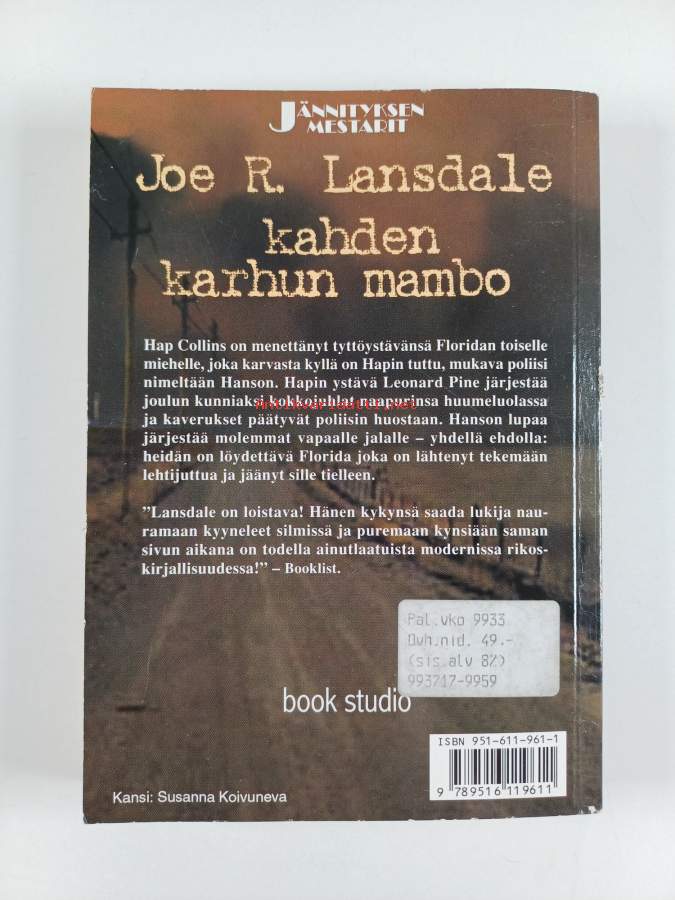 JÄNNITYKSEN
MESTARIT
Joe R. Lansdale
kahden
karhun mambo
Hap Collins on menettänyt tyttöystävänsä Floridan toiselle
miehelle, joka karvasta kyllä on Hapin tuttu, mukava poliisi
nimeltään Hanson. Hapin ystävä Leonard Pine järjestää
joulun kunniaksi kokkojuhlat naapurinsa huumeluolassa
antikvariaatti.net
ja kaverukset päätyvät poliisin huostaan. Hanson lupaa
järjestää molemmat vapaalle jalalle – yhdellä ehdolla:
heidän on löydettävä Florida joka on lähtenyt tekemään
lehtijuttua ja jäänyt sille tielleen.
”Lansdale on loistava! Hänen kykynsä saada lukija nau-
ramaan kyyneleet silmissä ja puremaan kynsiään saman
sivun aikana on todella ainutlaatuista modernissa rikos-
kirjallisuudessa!” – Booklist.
Pal.vko 9933
Ovh.nid. 49.-
(sis.alv 8%)
993717-9959
book studio
ISBN 951-611-961-1
9 789516 119611
Kansi: Susanna Koivuneva